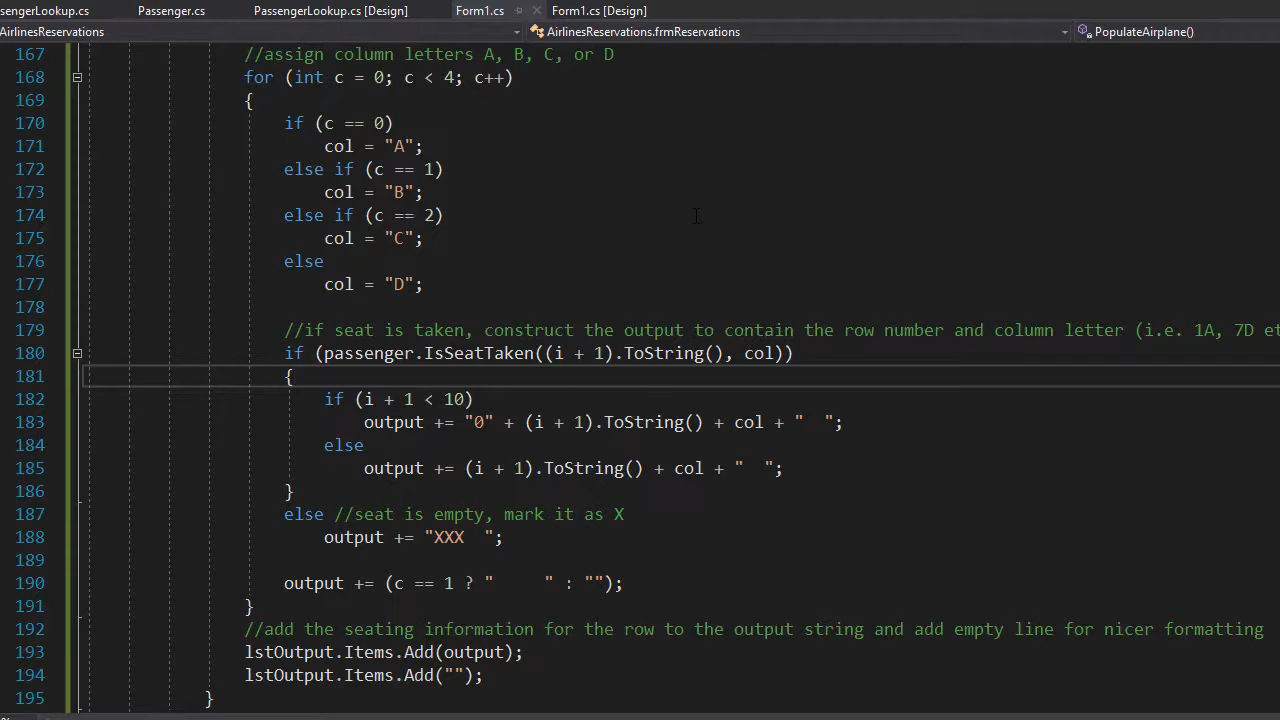 ssengerLookup.cs Passenger.cs PassengerLookup.cs [Design] Form1.cs Form1.cs [Design]
AirlinesReservations AirlinesReservations.frmReservations PopulateAirplane()
167 //assign column letters A, B, C, or D
168 for (int c = 0; c < 4; c++)
169 {
170 if (c == 0)
171 col = "A";
172 else if (c == 1)
173 col = "B";
174 else if (c == 2)
175 col = "C";
176 else
177 col = "D";
178
179 //if seat is taken, construct the output to contain the row number and column letter (i.e. 1A, 7D et
180 if (passenger.IsSeatTaken((i + 1).ToString(), col))
181 {
182 if (i + 1 < 10)
183 output += "0" + (i + 1).ToString() + col + "  ";
184 else
185 output += (i + 1).ToString() + col + "  ";
186 }
187 else //seat is empty, mark it as X
188 output += "XXX  ";
189
190 output += (c == 1 ? "     " : "");
191 }
192 //add the seating information for the row to the output string and add empty line for nicer formatting
193 lstOutput.Items.Add(output);
194 lstOutput.Items.Add("");
195 }